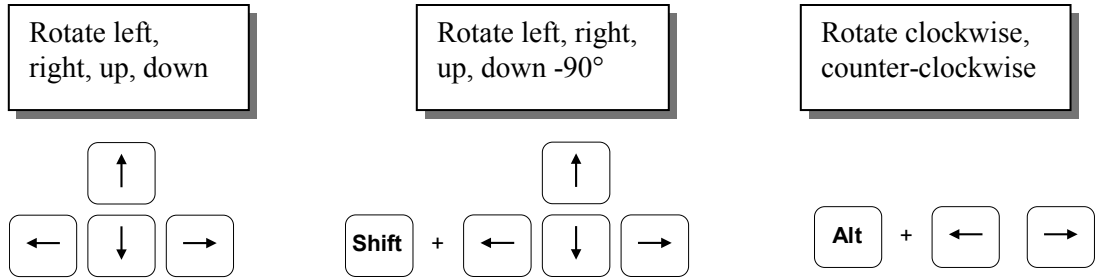 Rotate left,
right, up, down
Rotate left, right,
up, down -90°
Rotate clockwise,
counter-clockwise
↑
← ↓ →
↑
Shift + ← ↓ →
Alt + ← →